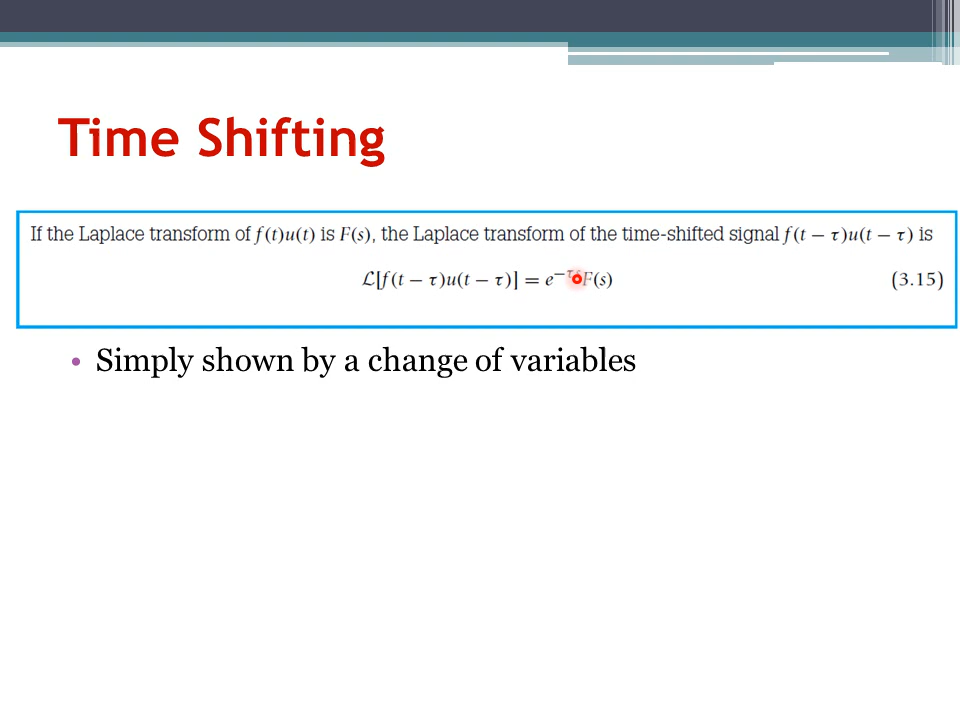 Time Shifting
If the Laplace transform of f(t)u(t) is F(s), the Laplace transform of the time-shifted signal f(t − τ)u(t − τ) is
ℒ[f(t − τ)u(t − τ)] = e^{−τs}F(s) (3.15)
• Simply shown by a change of variables